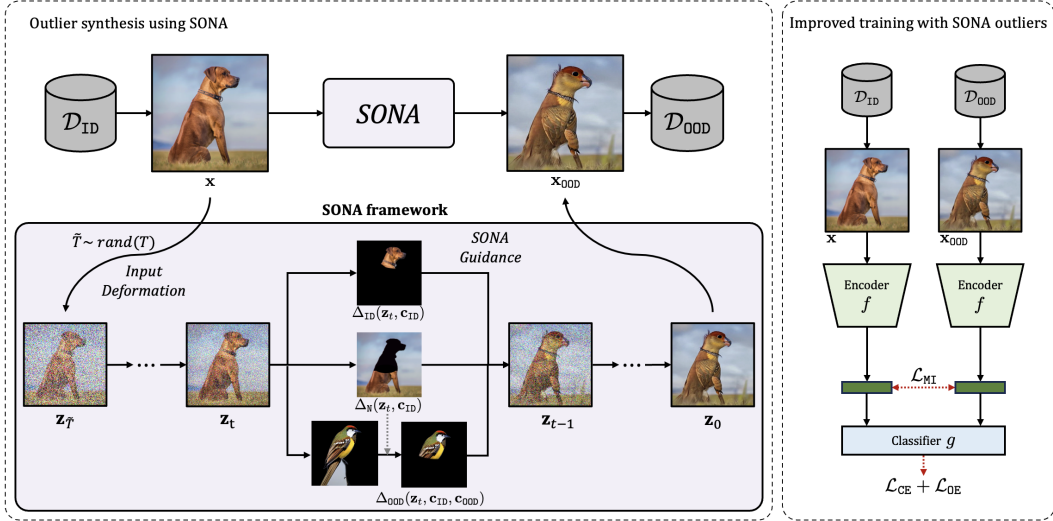 Outlier synthesis using SONA
𝒟_ID
SONA
𝒟_OOD
x
x_OOD
SONA framework
T̃ ~ rand(T)
Input
Deformation
SONA
Guidance
Δ_ID(z_t, c_ID)
Δ_N(z_t, c_ID)
Δ_OOD(z_t, c_ID, c_OOD)
z_T̃
...
z_t
z_{t−1}
...
z_0
Improved training with SONA outliers
𝒟_ID
𝒟_OOD
x
x_OOD
Encoder
f
Encoder
f
ℒ_MI
Classifier g
ℒ_CE + ℒ_OE